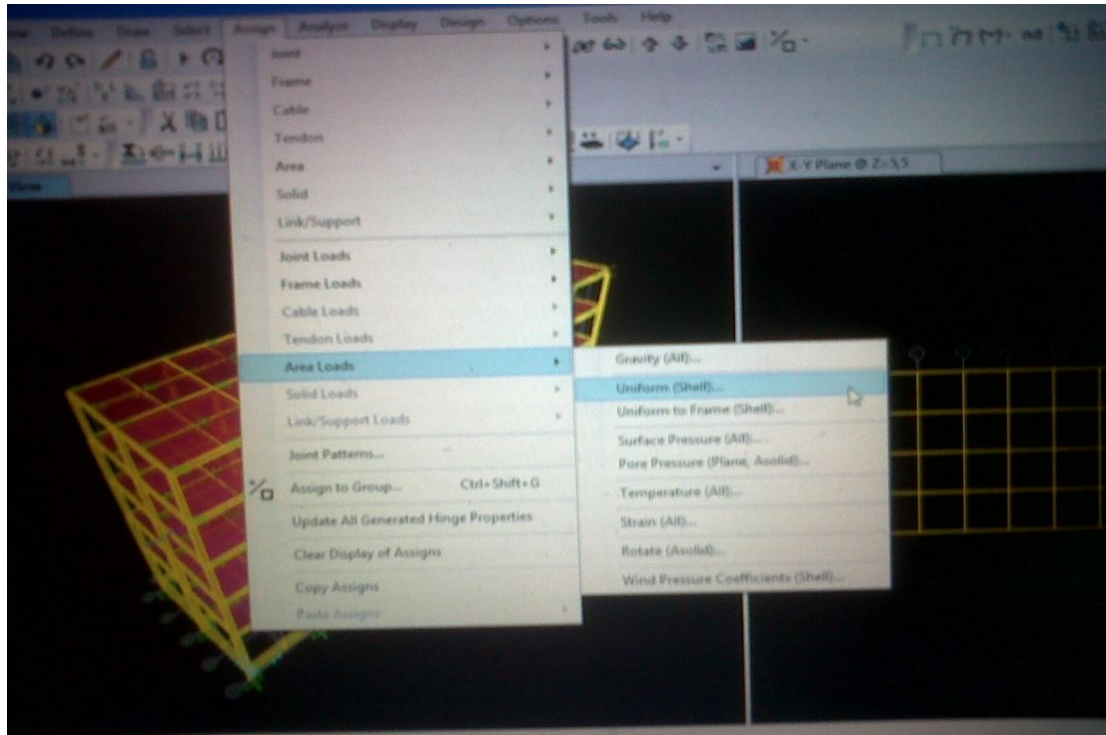 Define Draw Select Assign Analyze Display Design Options Tools Help
Joint
Frame
Cable
Tendon
Area
Solid
Link/Support
Joint Loads
Frame Loads
Cable Loads
Tendon Loads
Area Loads
Solid Loads
Link/Support Loads
Joint Patterns...
Assign to Group... Ctrl+Shift+G
Update All Generated Hinge Properties
Clear Display of Assigns
Copy Assigns
Paste Assigns
Gravity (All)...
Uniform (Shell)...
Uniform to Frame (Shell)...
Surface Pressure (All)...
Pore Pressure (Plane, Asolid)...
Temperature (All)...
Strain (All)...
Rotate (Asolid)...
Wind Pressure Coefficients (Shell)...
nd
View
X-Y Plane @ Z=5,5